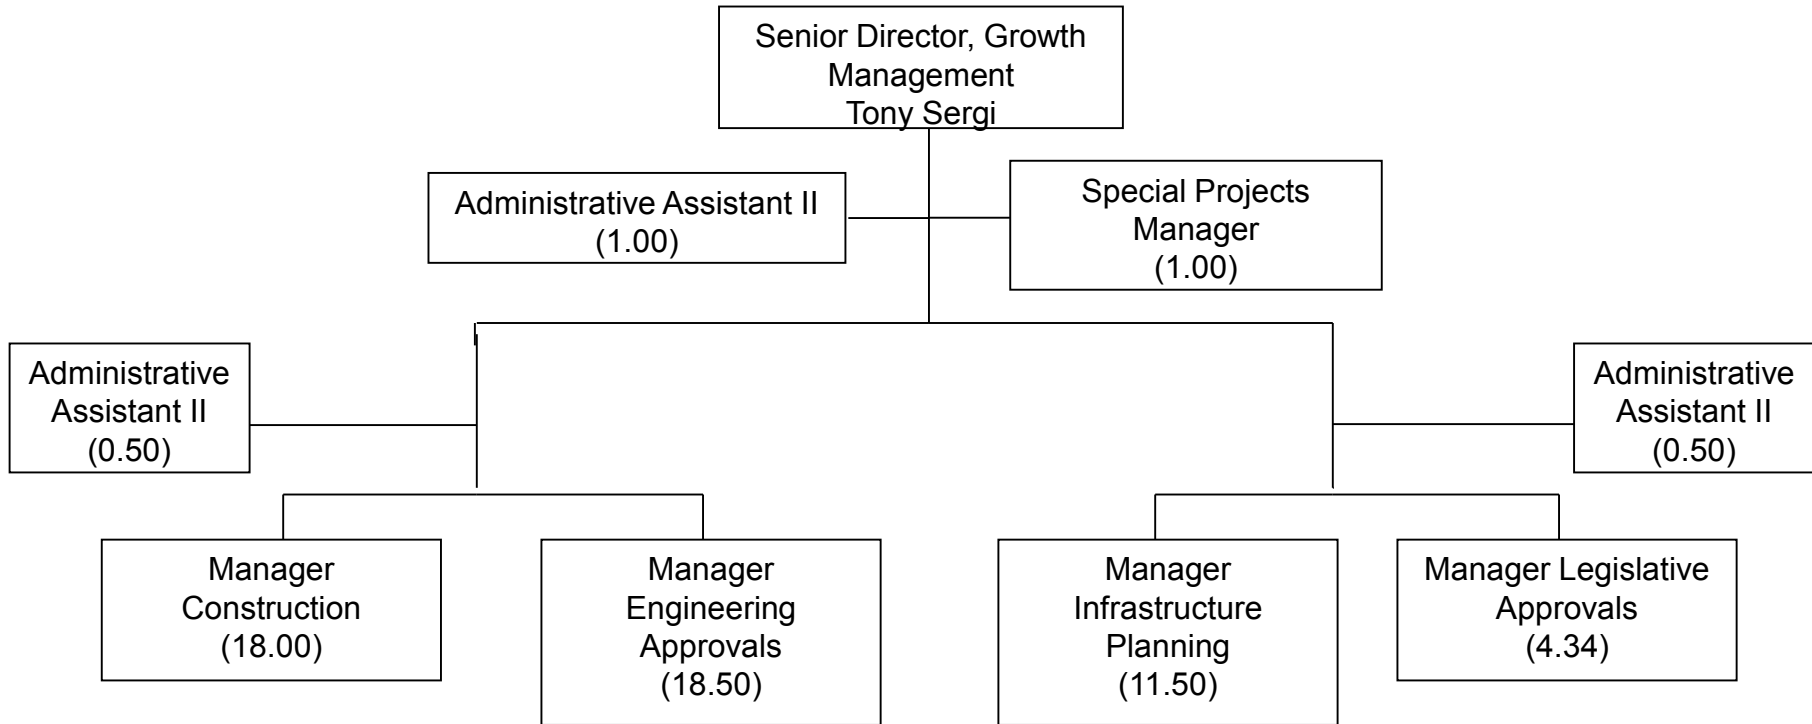 Senior Director, Growth
Management
Tony Sergi
Administrative Assistant II
(1.00)
Special Projects
Manager
(1.00)
Administrative
Assistant II
(0.50)
Administrative
Assistant II
(0.50)
Manager
Construction
(18.00)
Manager
Engineering
Approvals
(18.50)
Manager
Infrastructure
Planning
(11.50)
Manager Legislative
Approvals
(4.34)